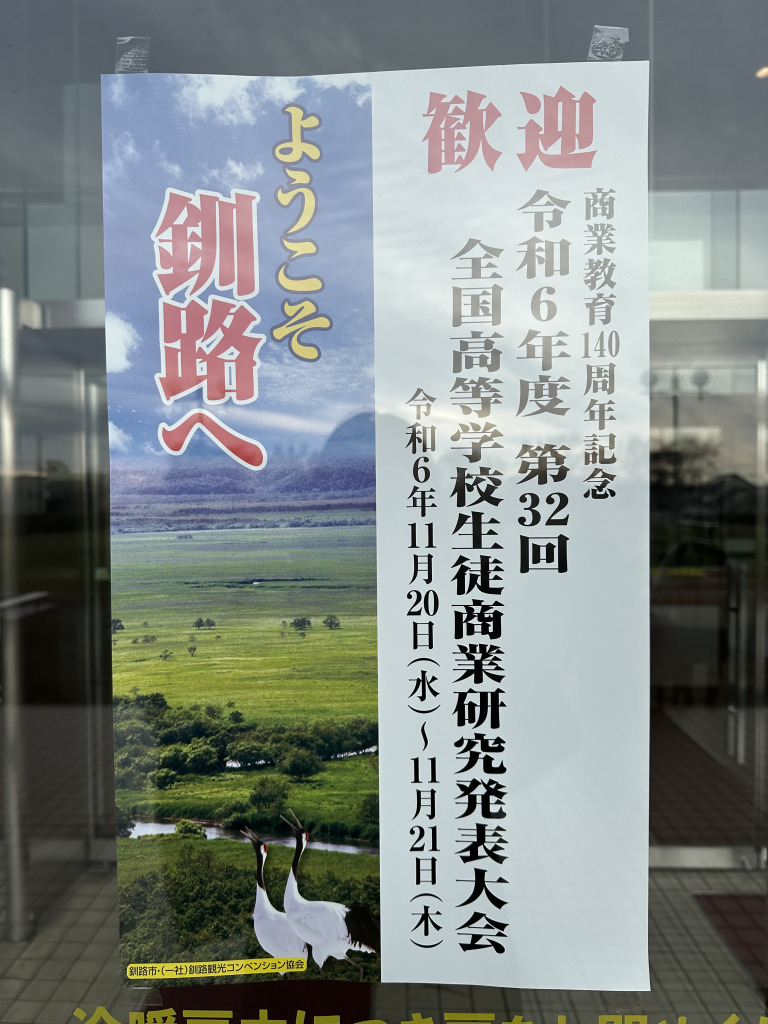 歓迎
商業教育140周年記念
令和6年度 第32回
全国高等学校生徒商業研究発表大会
令和6年11月20日(水)～11月21日(木)
ようこそ
釧路へ
釧路市・(一社)釧路観光コンベンション協会